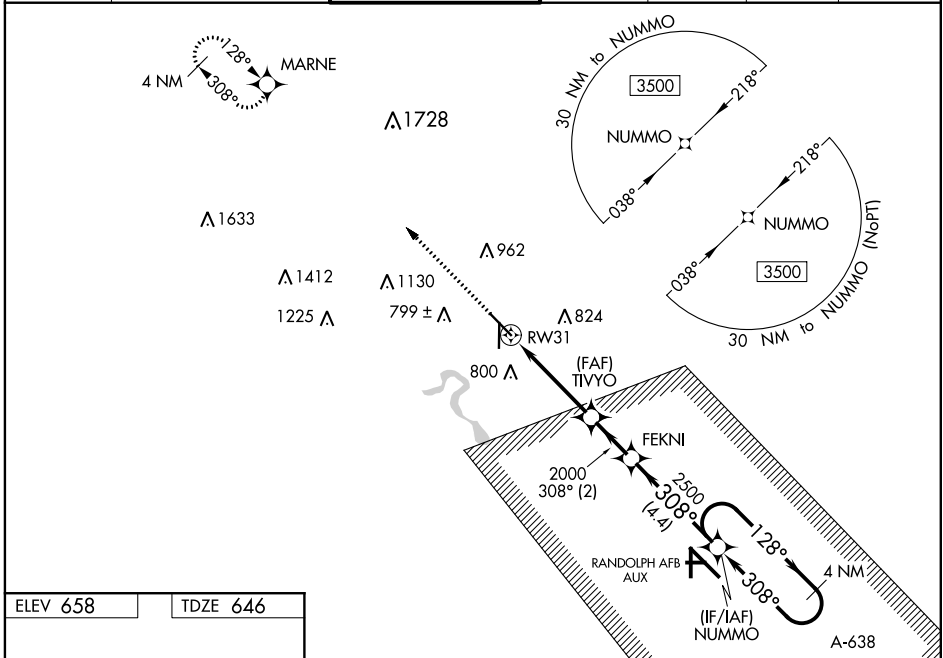 MARNE
128°
308°
4 NM
1728
30 NM to NUMMO
3500
218°
NUMMO
038°
218°
NUMMO
038°
3500
30 NM to NUMMO (NoPT)
1633
962
1412
1130
1225
799 ±
824
RW31
800
(FAF)
TIVYO
FEKNI
2000
308° (2)
2500
308°
(4.4)
128°
308°
4 NM
RANDOLPH AFB
AUX
(IF/IAF)
NUMMO
A-638
ELEV 658
TDZE 646